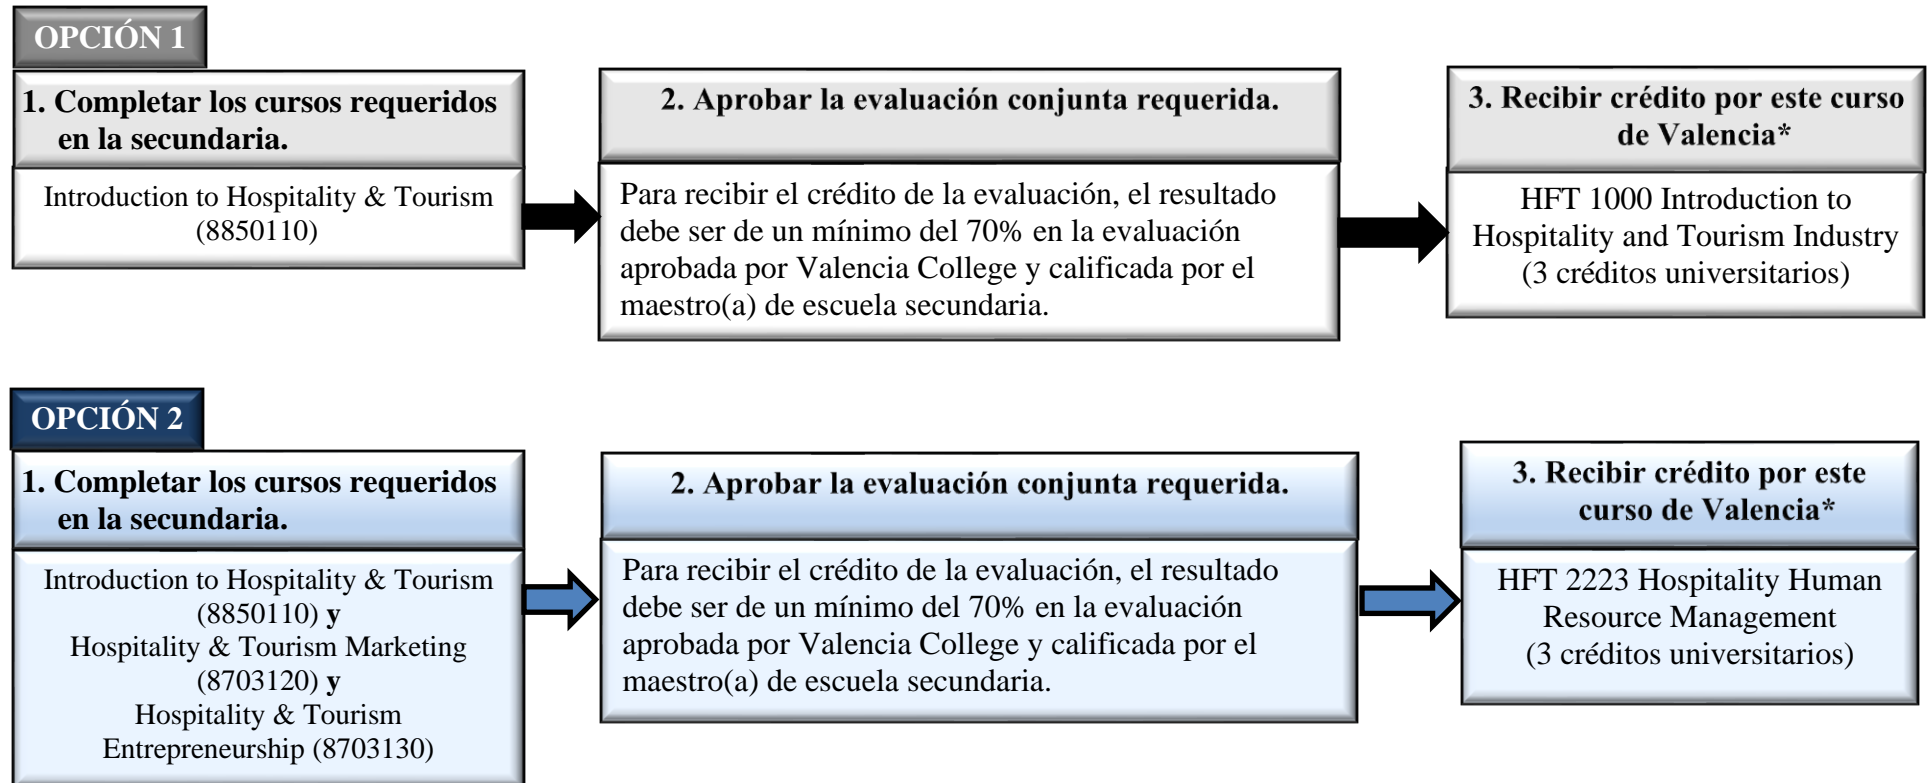 OPCIÓN 1
1. Completar los cursos requeridos
en la secundaria.
Introduction to Hospitality & Tourism
(8850110)
2. Aprobar la evaluación conjunta requerida.
Para recibir el crédito de la evaluación, el resultado
debe ser de un mínimo del 70% en la evaluación
aprobada por Valencia College y calificada por el
maestro(a) de escuela secundaria.
3. Recibir crédito por este curso
de Valencia*
HFT 1000 Introduction to
Hospitality and Tourism Industry
(3 créditos universitarios)
OPCIÓN 2
1. Completar los cursos requeridos
en la secundaria.
Introduction to Hospitality & Tourism
(8850110) y
Hospitality & Tourism Marketing
(8703120) y
Hospitality & Tourism
Entrepreneurship (8703130)
2. Aprobar la evaluación conjunta requerida.
Para recibir el crédito de la evaluación, el resultado
debe ser de un mínimo del 70% en la evaluación
aprobada por Valencia College y calificada por el
maestro(a) de escuela secundaria.
3. Recibir crédito por este
curso de Valencia*
HFT 2223 Hospitality Human
Resource Management
(3 créditos universitarios)